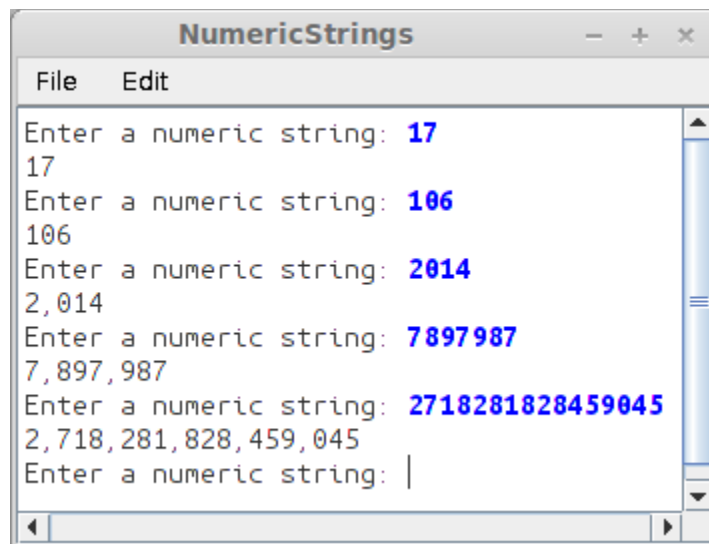 NumericStrings
File Edit
Enter a numeric string: 17
17
Enter a numeric string: 106
106
Enter a numeric string: 2014
2,014
Enter a numeric string: 7897987
7,897,987
Enter a numeric string: 2718281828459045
2,718,281,828,459,045
Enter a numeric string: